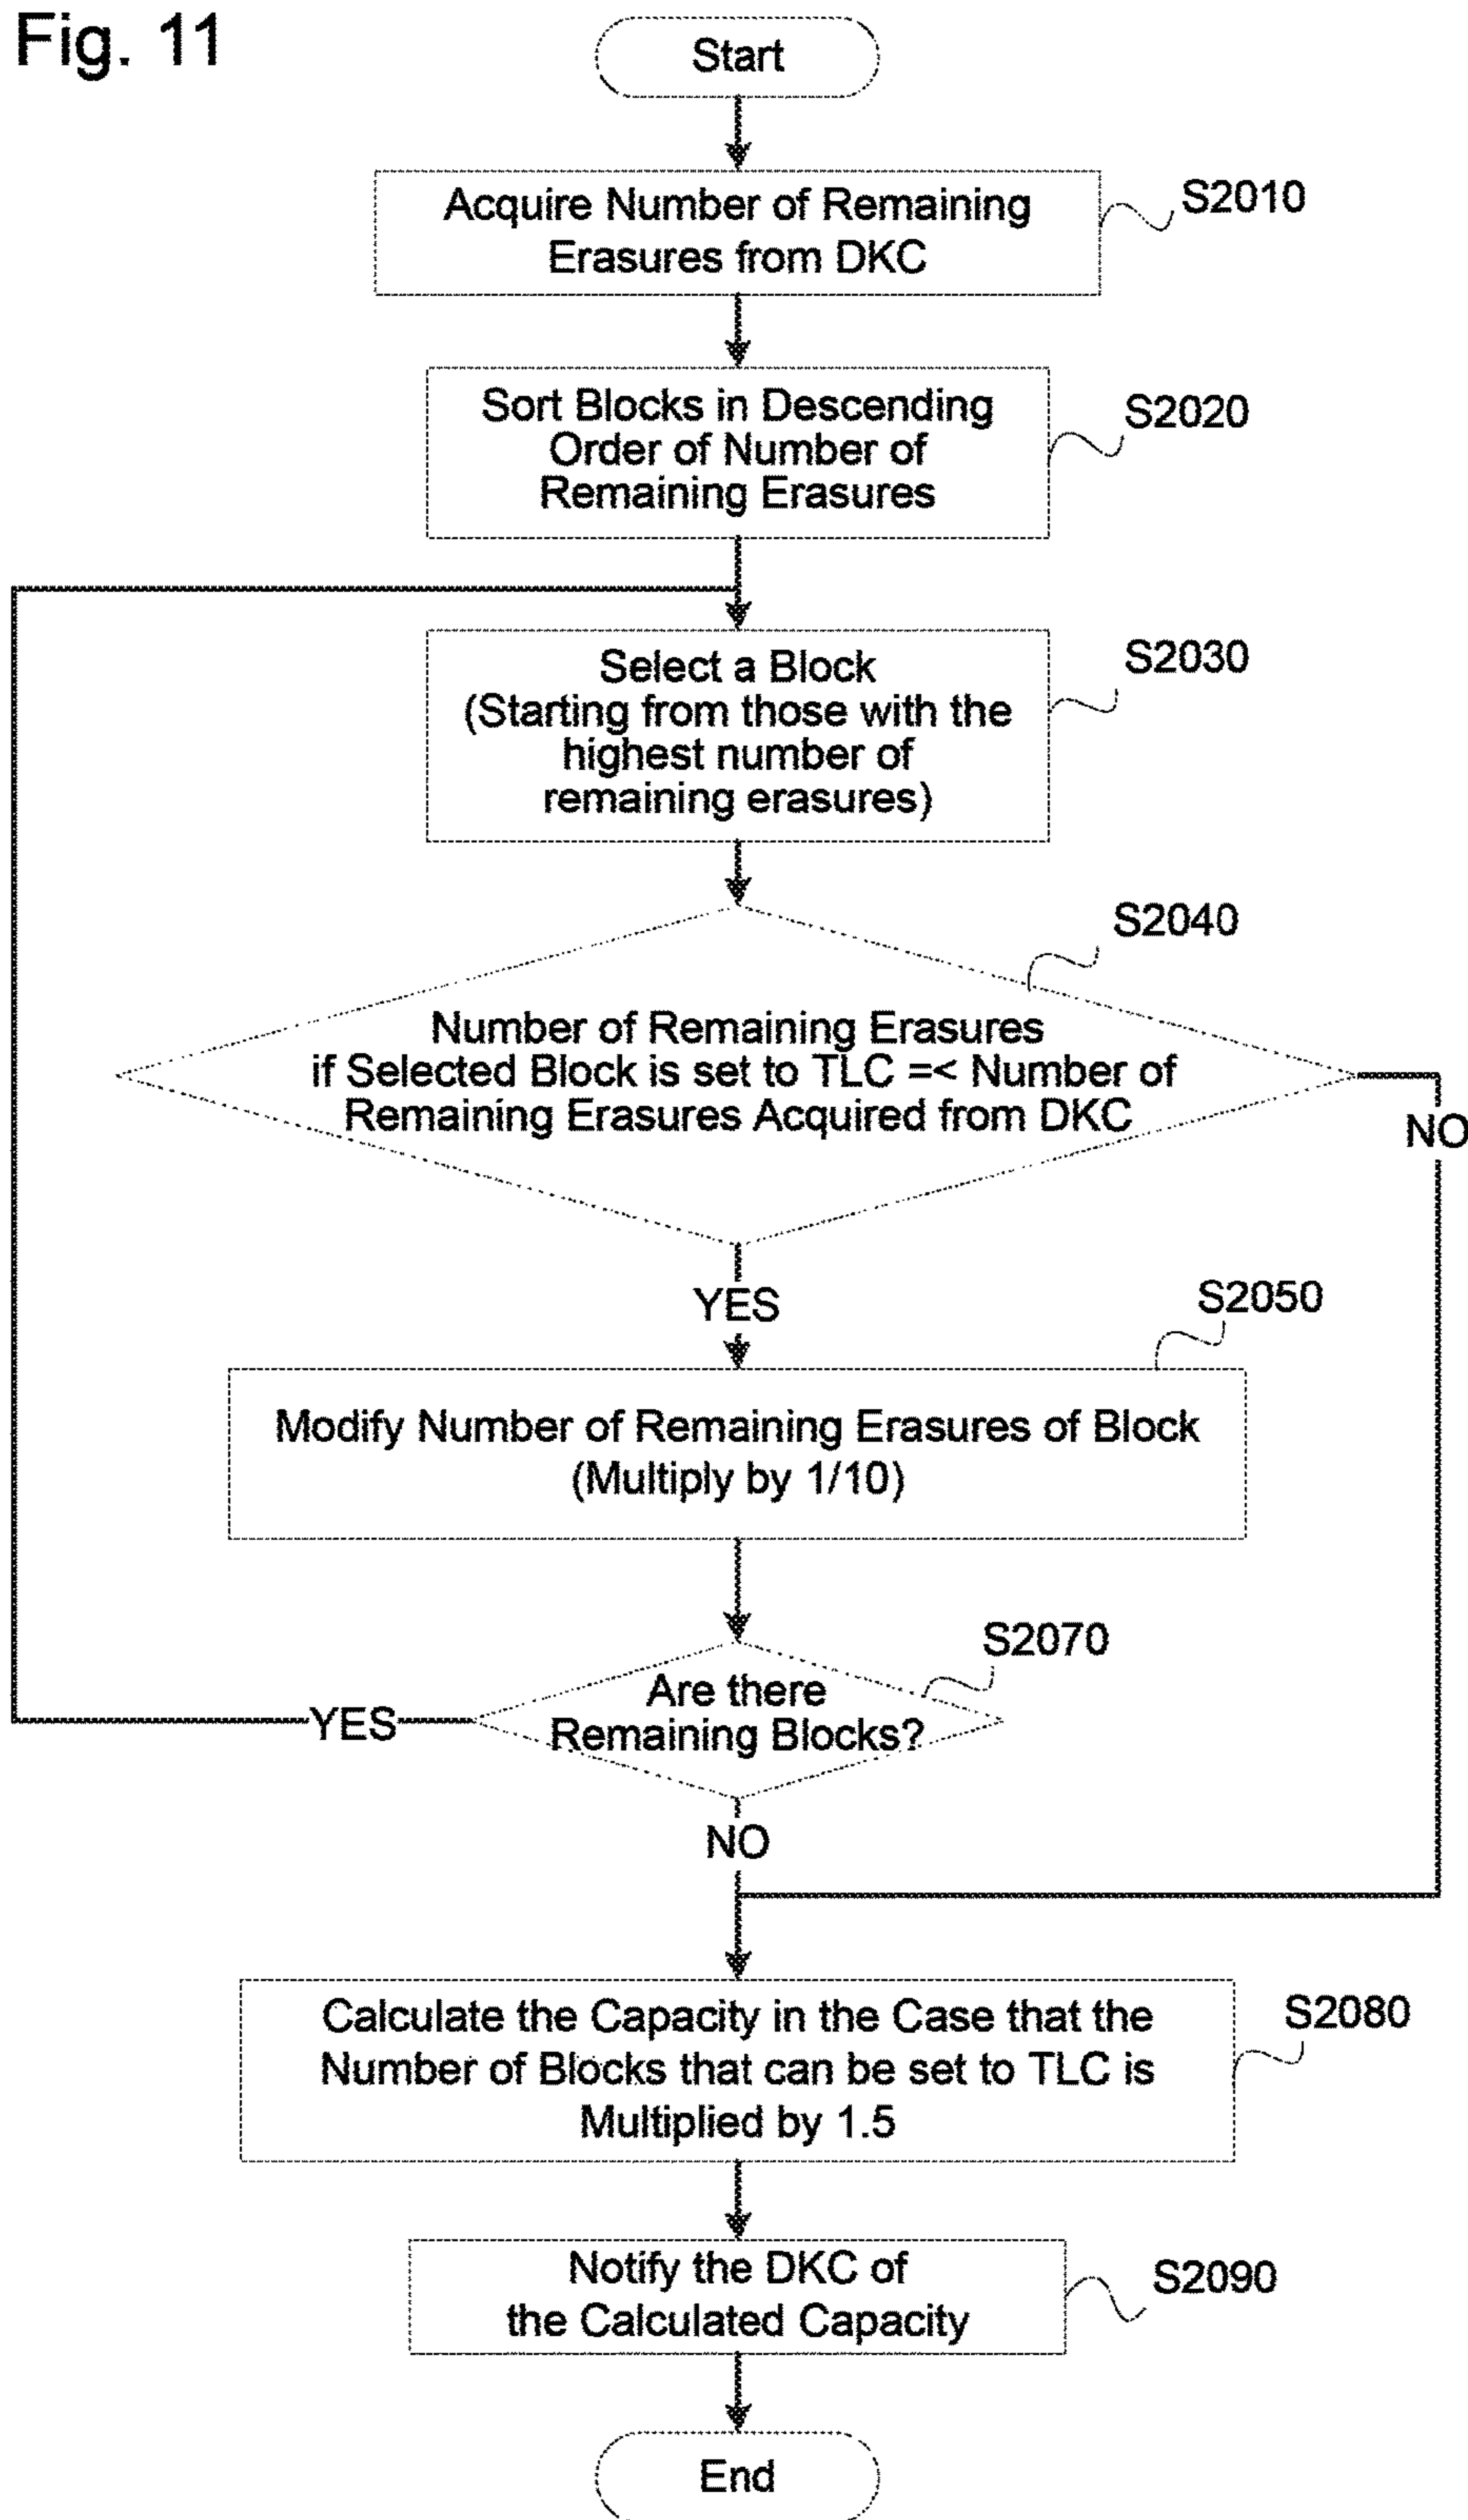 Fig. 11
Start
Acquire Number of Remaining
Erasures from DKC
S2010
Sort Blocks in Descending
Order of Number of
Remaining Erasures
S2020
Select a Block
(Starting from those with the
highest number of
remaining erasures)
S2030
S2040
Number of Remaining Erasures
if Selected Block is set to TLC =< Number of
Remaining Erasures Acquired from DKC
NO
YES
S2050
Modify Number of Remaining Erasures of Block
(Multiply by 1/10)
S2070
Are there
Remaining Blocks?
YES
NO
Calculate the Capacity in the Case that the
Number of Blocks that can be set to TLC is
Multiplied by 1.5
S2080
Notify the DKC of
the Calculated Capacity
S2090
End